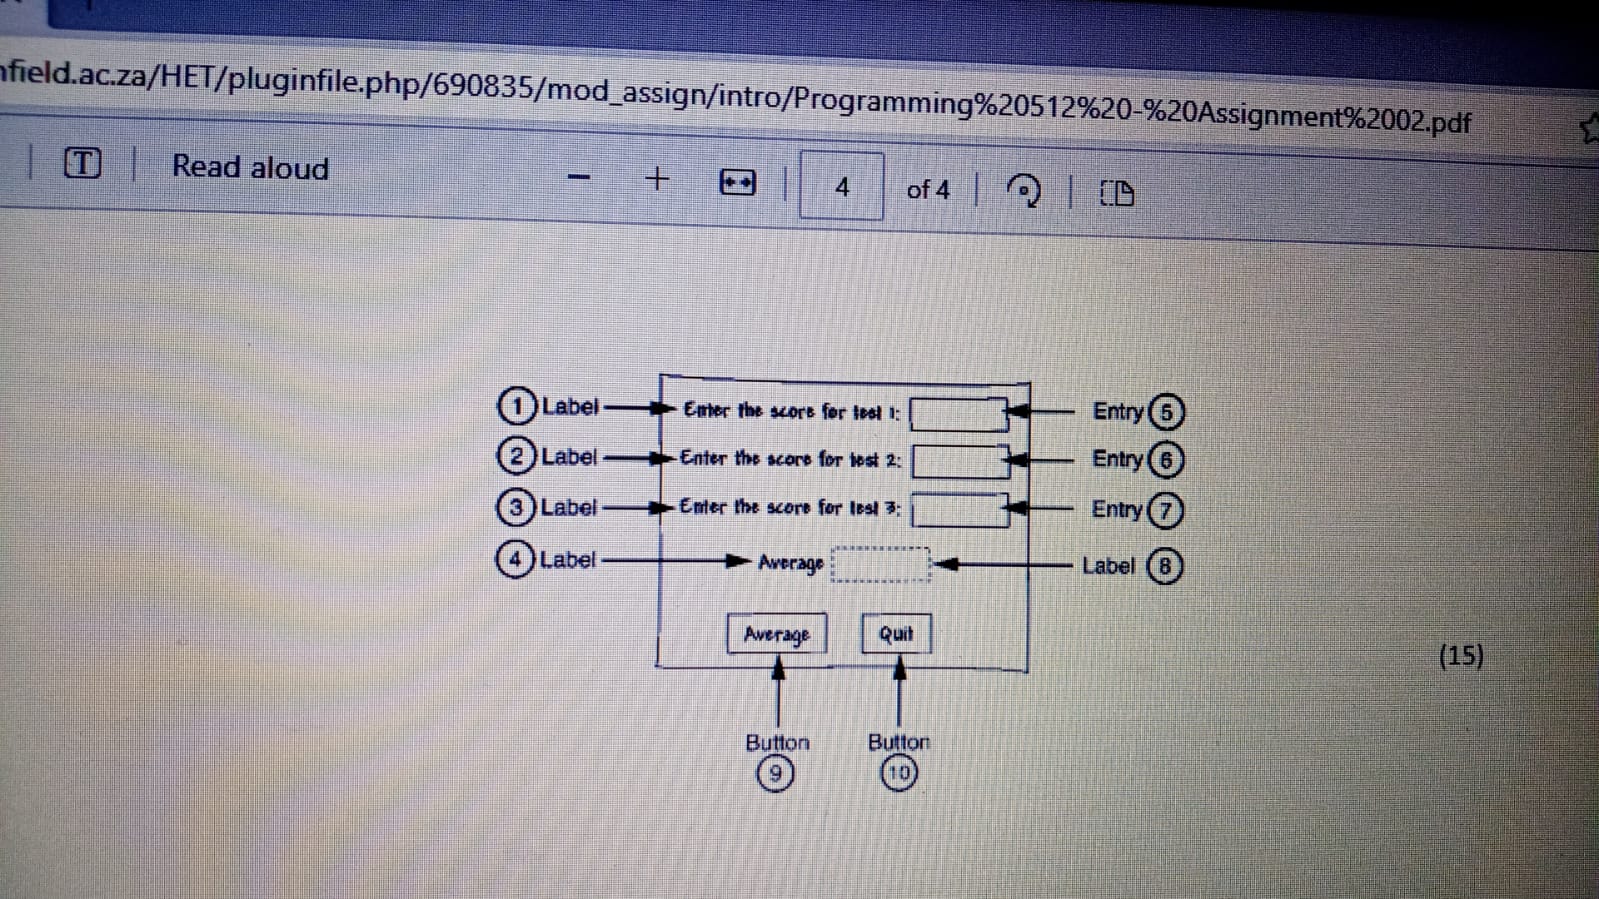 nfield.ac.za/HET/pluginfile.php/690835/mod_assign/intro/Programming%20512%20-%20Assignment%2002.pdf
T Read aloud − + 4 of 4
1 Label Enter the score for test 1: Entry 5
2 Label Enter the score for test 2: Entry 6
3 Label Enter the score for test 3: Entry 7
4 Label Average Label 8
Average Quit
(15)
Button Button
9 10